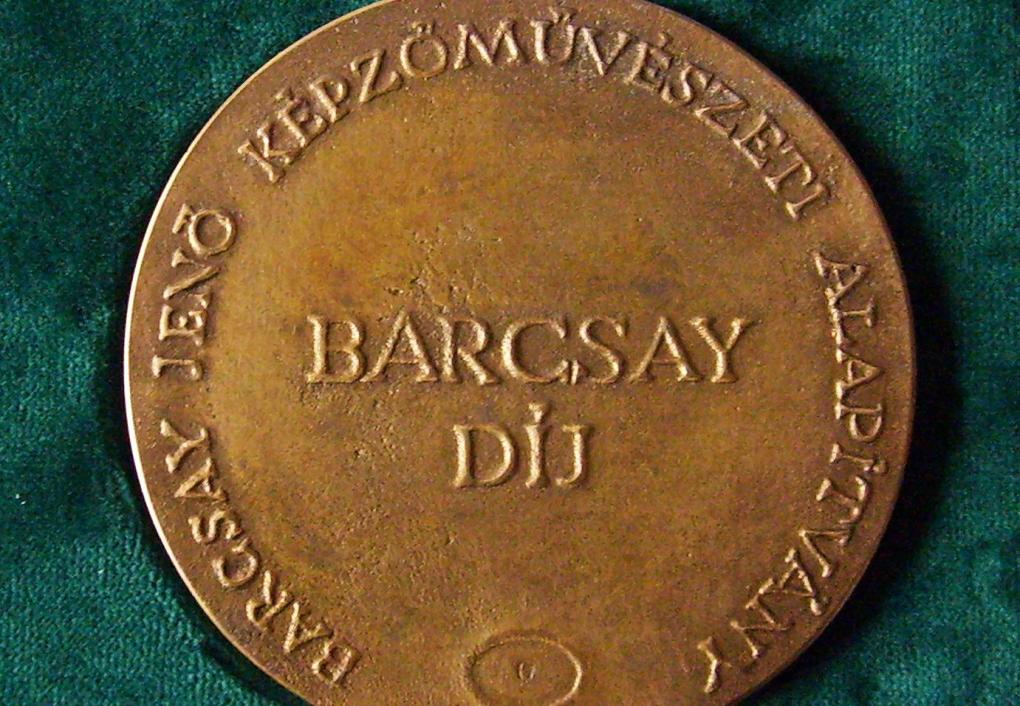 BARCSAY JENŐ KÉPZŐMŰVÉSZETI ALAPÍTVÁNY
BARCSAY
DÍJ